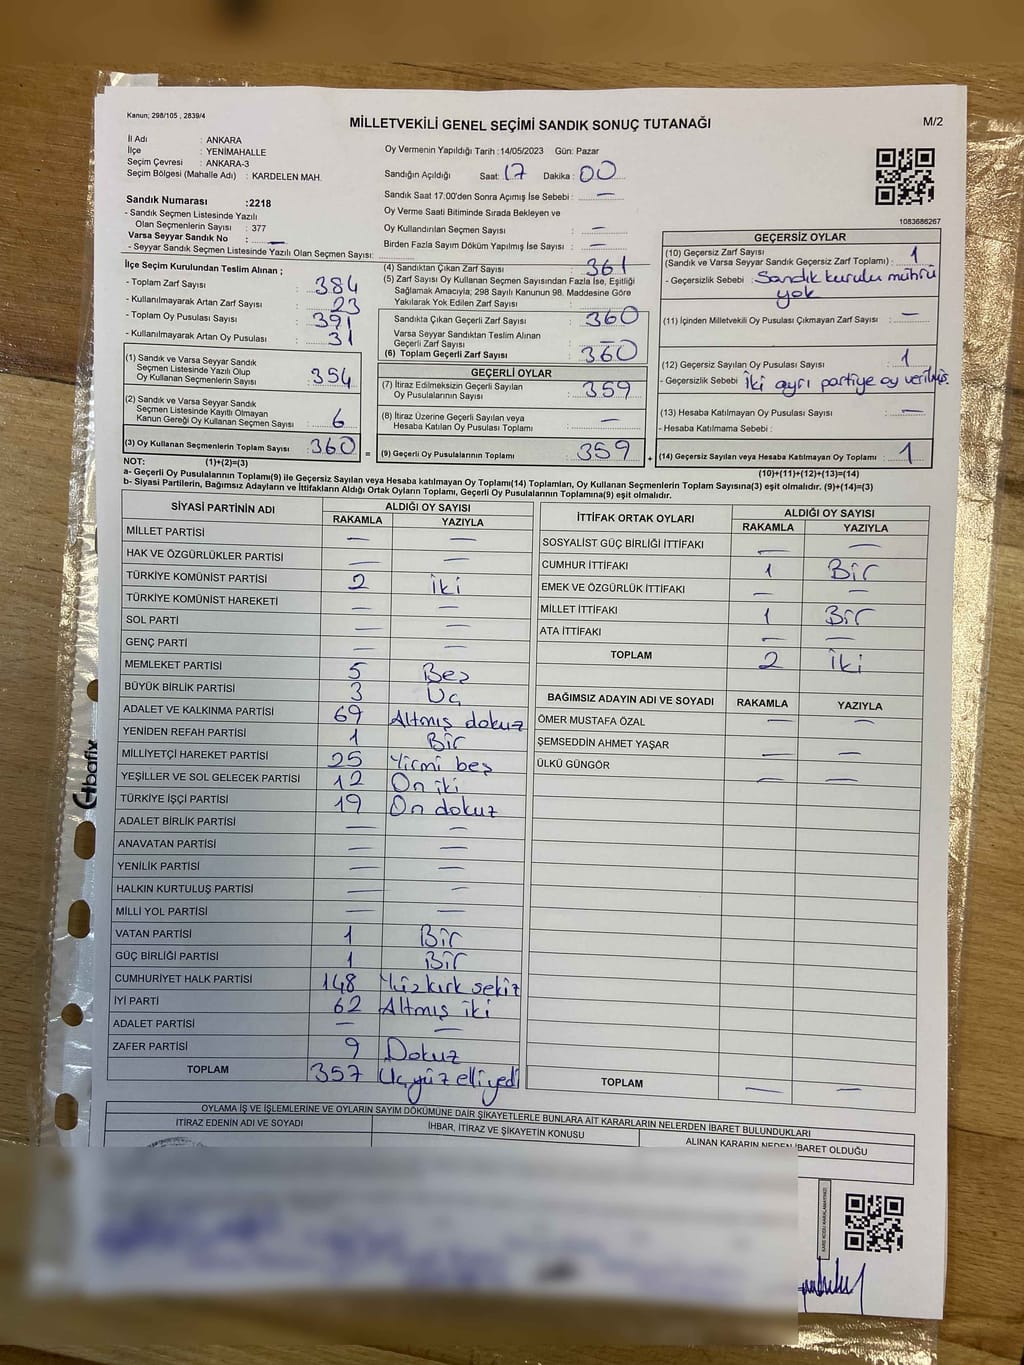 Kanun; 298/105 , 2839/4
MİLLETVEKİLİ GENEL SEÇİMİ SANDIK SONUÇ TUTANAĞI
M/2
İl Adı : ANKARA
İlçe : YENİMAHALLE
Seçim Çevresi : ANKARA-3
Seçim Bölgesi (Mahalle Adı) : KARDELEN MAH.
Oy Vermenin Yapıldığı Tarih :14/05/2023 Gün: Pazar
Sandığın Açıldığı Saat: 17 Dakika : 00
Sandık Saat 17:00'den Sonra Açımış İse Sebebi : —
Oy Verme Saati Bitiminde Sırada Bekleyen ve
Oy Kullandırılan Seçmen Sayısı : —
Birden Fazla Sayım Döküm Yapılmış İse Sayısı : —
1083686267
Sandık Numarası :2218
- Sandık Seçmen Listesinde Yazılı
Olan Seçmenlerin Sayısı : 377
Varsa Seyyar Sandık No : —
- Seyyar Sandık Seçmen Listesinde Yazılı Olan Seçmen Sayısı:
İlçe Seçim Kurulundan Teslim Alınan ;
- Toplam Zarf Sayısı : 384
- Kullanılmayarak Artan Zarf Sayısı : 23
- Toplam Oy Pusulası Sayısı : 391
- Kullanılmayarak Artan Oy Pusulası : 31
(1) Sandık ve Varsa Seyyar Sandık
Seçmen Listesinde Yazılı Olup
Oy Kullanan Seçmenlerin Sayısı : 354
(2) Sandık ve Varsa Seyyar Sandık
Seçmen Listesinde Kayıtlı Olmayan
Kanun Gereği Oy Kullanan Seçmen Sayısı : 6
(3) Oy Kullanan Seçmenlerin Toplam Sayısı : 360
(1)+(2)=(3)
(4) Sandıktan Çıkan Zarf Sayısı : 361
(5) Zarf Sayısı Oy Kullanan Seçmen Sayısından Fazla İse, Eşitliği
Sağlamak Amacıyla; 298 Sayılı Kanunun 98. Maddesine Göre
Yakılarak Yok Edilen Zarf Sayısı :
Sandıkta Çıkan Geçerli Zarf Sayısı : 360
Varsa Seyyar Sandıktan Teslim Alınan
Geçerli Zarf Sayısı : —
(6) Toplam Geçerli Zarf Sayısı : 360
GEÇERLİ OYLAR
(7) İtiraz Edilmeksizin Geçerli Sayılan
Oy Pusulalarının Sayısı : 359
(8) İtiraz Üzerine Geçerli Sayılan veya
Hesaba Katılan Oy Pusulası Toplamı : —
= (9) Geçerli Oy Pusulalarının Toplamı : 359
GEÇERSİZ OYLAR
(10) Geçersiz Zarf Sayısı
(Sandık ve Varsa Seyyar Sandık Geçersiz Zarf Toplamı) : 1
- Geçersizlik Sebebi : Sandık kurulu mührü
yok
(11) İçinden Milletvekili Oy Pusulası Çıkmayan Zarf Sayısı : —
(12) Geçersiz Sayılan Oy Pusulası Sayısı : 1
- Geçersizlik Sebebi : İki ayrı partiye oy verilmiş.
(13) Hesaba Katılmayan Oy Pusulası Sayısı : —
- Hesaba Katılmama Sebebi :
+ (14) Geçersiz Sayılan veya Hesaba Katılmayan Oy Toplamı : 1
(10)+(11)+(12)+(13)=(14)
NOT:
a- Geçerli Oy Pusulalarının Toplamı(9) ile Geçersiz Sayılan veya Hesaba katılmayan Oy Toplamı(14) Toplamları, Oy Kullanan Seçmenlerin Toplam Sayısına(3) eşit olmalıdır. (9)+(14)=(3)
b- Siyasi Partilerin, Bağımsız Adayların ve İttifakların Aldığı Ortak Oyların Toplamı, Geçerli Oy Pusulalarının Toplamına(9) eşit olmalıdır.
SİYASİ PARTİNİN ADI ALDIĞI OY SAYISI
RAKAMLA YAZIYLA
MİLLET PARTİSİ — —
HAK VE ÖZGÜRLÜKLER PARTİSİ — —
TÜRKİYE KOMÜNİST PARTİSİ 2 iki
TÜRKİYE KOMÜNİST HAREKETİ — —
SOL PARTİ — —
GENÇ PARTİ — —
MEMLEKET PARTİSİ 5 Beş
BÜYÜK BİRLİK PARTİSİ 3 Üç
ADALET VE KALKINMA PARTİSİ 69 Altmış dokuz
YENİDEN REFAH PARTİSİ 1 Bir
MİLLİYETÇİ HAREKET PARTİSİ 25 Yirmi beş
YEŞİLLER VE SOL GELECEK PARTİSİ 12 On iki
TÜRKİYE İŞÇİ PARTİSİ 19 On dokuz
ADALET BİRLİK PARTİSİ — —
ANAVATAN PARTİSİ — —
YENİLİK PARTİSİ — —
HALKIN KURTULUŞ PARTİSİ — —
MİLLİ YOL PARTİSİ — —
VATAN PARTİSİ 1 Bir
GÜÇ BİRLİĞİ PARTİSİ 1 Bir
CUMHURİYET HALK PARTİSİ 148 Yüzkırk sekiz
İYİ PARTİ 62 Altmış iki
ADALET PARTİSİ — —
ZAFER PARTİSİ 9 Dokuz
TOPLAM 357 Üçyüz elli yedi
İTTİFAK ORTAK OYLARI ALDIĞI OY SAYISI
RAKAMLA YAZIYLA
SOSYALİST GÜÇ BİRLİĞİ İTTİFAKI — —
CUMHUR İTTİFAKI 1 Bir
EMEK VE ÖZGÜRLÜK İTTİFAKI — —
MİLLET İTTİFAKI 1 Bir
ATA İTTİFAKI — —
TOPLAM 2 iki
BAĞIMSIZ ADAYIN ADI VE SOYADI RAKAMLA YAZIYLA
ÖMER MUSTAFA ÖZAL — —
ŞEMSEDDİN AHMET YAŞAR — —
ÜLKÜ GÜNGÖR — —
TOPLAM — —
OYLAMA İŞ VE İŞLEMLERİNE VE OYLARIN SAYIM DÖKÜMÜNE DAİR ŞİKAYETLERLE BUNLARA AİT KARARLARIN NELERDEN İBARET BULUNDUKLARI
İTİRAZ EDENİN ADI VE SOYADI İHBAR, İTİRAZ VE ŞİKAYETİN KONUSU ALINAN KARARIN NEDEN İBARET OLDUĞU
Etbafix